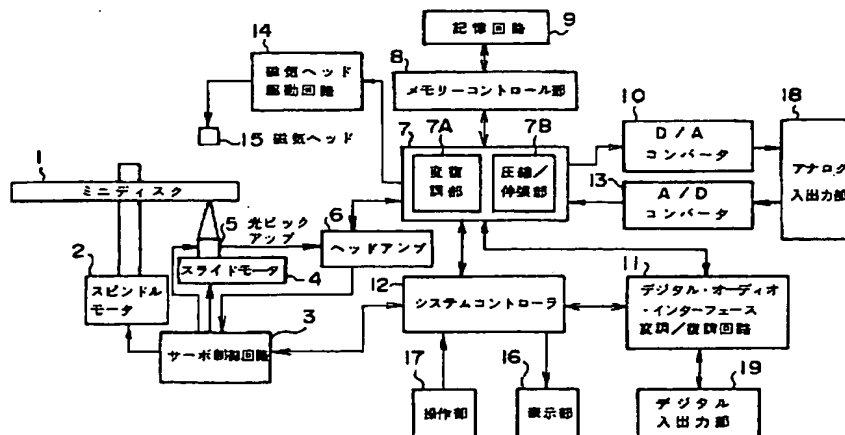 9
記憶回路
14
磁気ヘッド
駆動回路
8
メモリーコントロール部
10
D/A
コンバータ
18
アナログ
入出力部
15 磁気ヘッド
7
7A
変復
調部
7B
圧縮/
伸張部
13
A/D
コンバータ
1
ミニディスク
5
光ピック
アップ
6
ヘッドアンプ
2
スピンドル
モータ
スライドモータ
4
12
システムコントローラ
11
デジタル・オーディオ
・インターフェース
変調/復調回路
3
サーボ制御回路
17
操作部
16
表示部
19
デジタル
入出力部